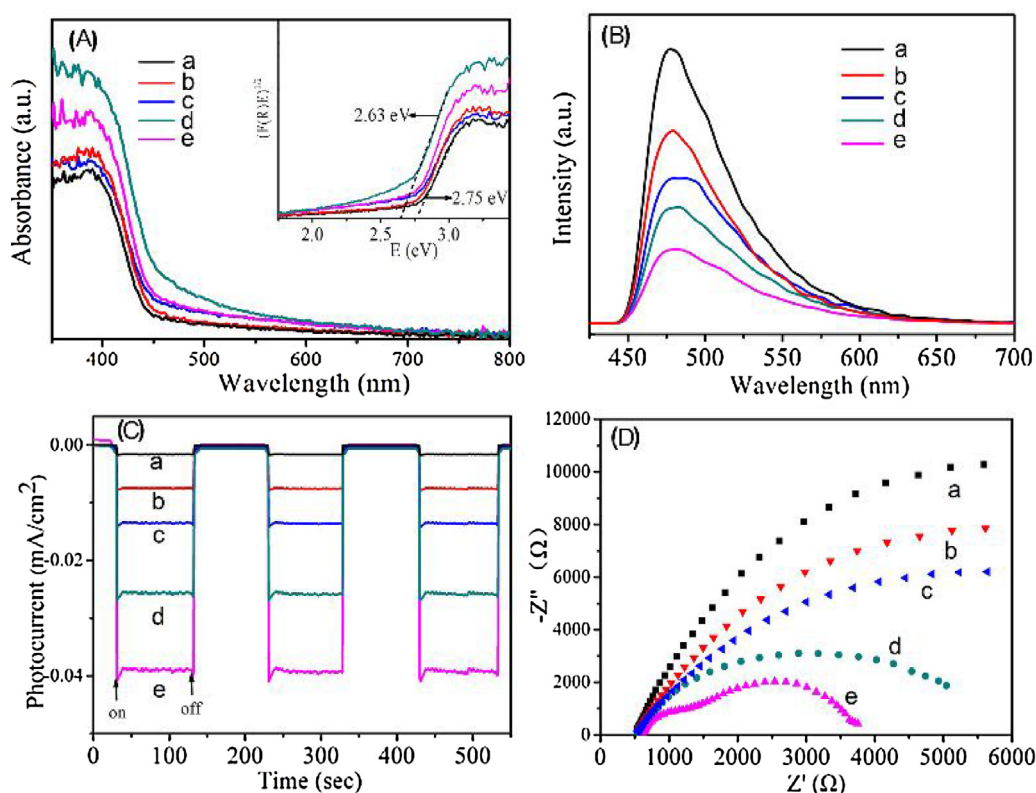 (A)
Absorbance (a.u.)
a
b
c
d
e
400 500 600 700 800
Wavelength (nm)
(F(R)E)^1/2
2.63 eV
2.75 eV
2.0 2.5 3.0
E (eV)
(B)
Intensity (a.u.)
a
b
c
d
e
450 500 550 600 650 700
Wavelength (nm)
(C)
Photocurrent (mA/cm²)
0.00
-0.02
-0.04
a
b
c
d
e
on
off
0 100 200 300 400 500
Time (sec)
(D)
-Z" (Ω)
12000
10000
8000
6000
4000
2000
0
a
b
c
d
e
0 1000 2000 3000 4000 5000 6000
Z' (Ω)